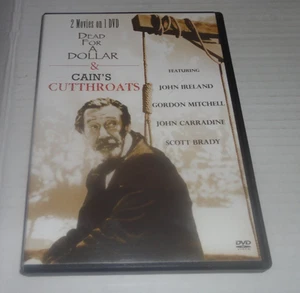 2 Movies on 1 DVD
DEAD
FOR
A
DOLLAR
&
CAIN'S
CUTTHROATS
FEATURING
JOHN IRELAND
GORDON MITCHELL
JOHN CARRADINE
SCOTT BRADY
DVD